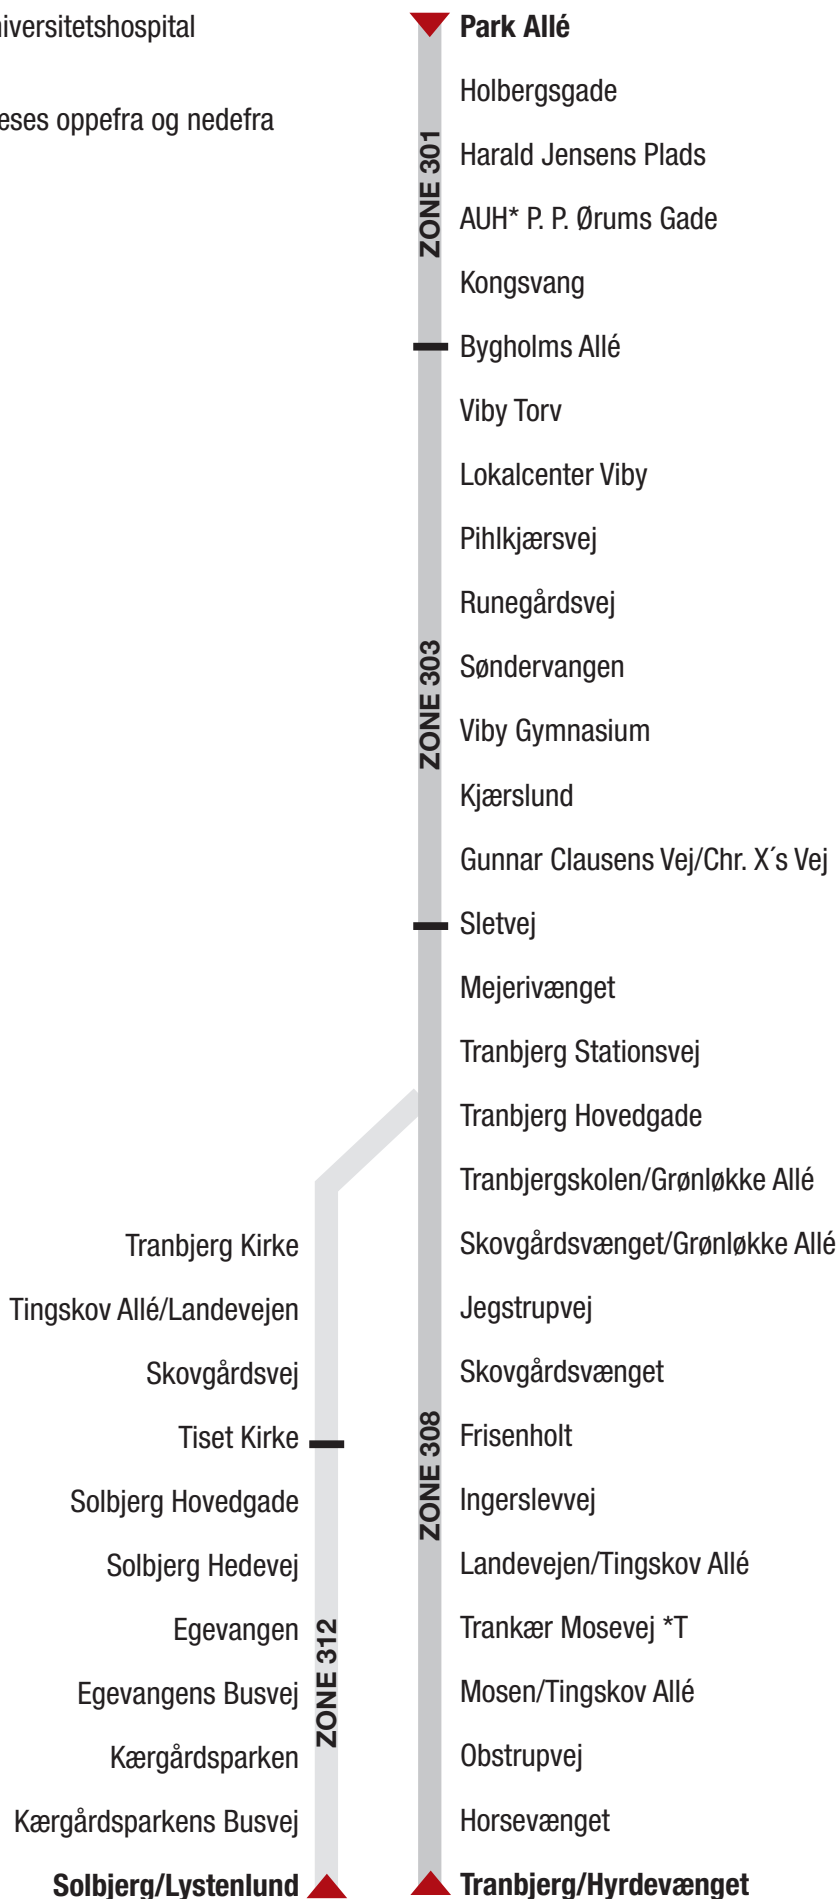 Park Allé
Holbergsgade
eses oppefra og nedefra
Harald Jensens Plads
ZONE 301
AUH* P. P. Ørums Gade
Kongsvang
Bygholms Allé
Viby Torv
Lokalcenter Viby
Pihlkjærsvej
Runegårdsvej
Søndervangen
ZONE 303
Viby Gymnasium
Kjærslund
Gunnar Clausens Vej/Chr. X´s Vej
Sletvej
Mejerivænget
Tranbjerg Stationsvej
Tranbjerg Hovedgade
Tranbjergskolen/Grønløkke Allé
Skovgårdsvænget/Grønløkke Allé
Jegstrupvej
Skovgårdsvænget
Frisenholt
ZONE 308
Ingerslevvej
Landevejen/Tingskov Allé
Trankær Mosevej *T
Mosen/Tingskov Allé
Obstrupvej
Horsevænget
Tranbjerg/Hyrdevænget
Tranbjerg Kirke
Tingskov Allé/Landevejen
Skovgårdsvej
Tiset Kirke
Solbjerg Hovedgade
Solbjerg Hedevej
Egevangen
ZONE 312
Egevangens Busvej
Kærgårdsparken
Kærgårdsparkens Busvej
Solbjerg/Lystenlund